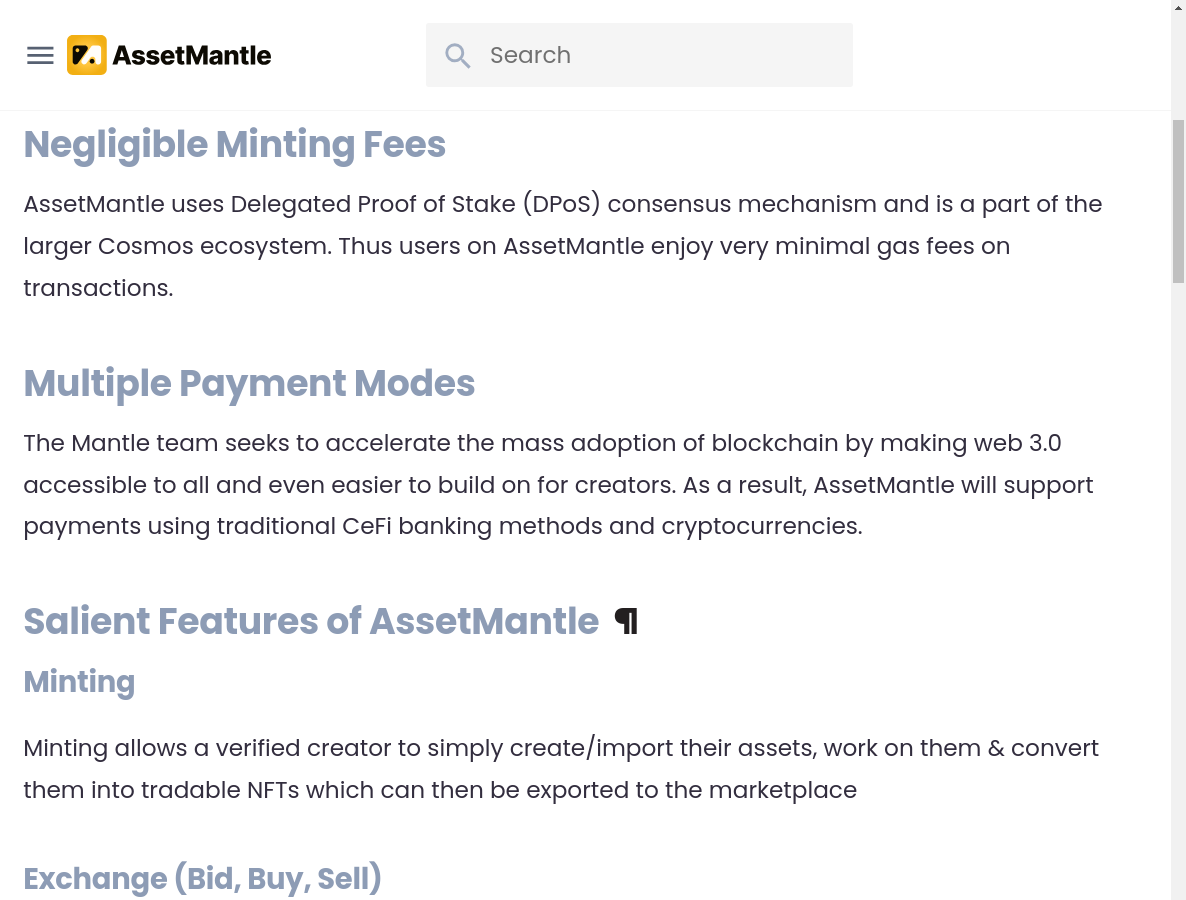 AssetMantle
Search
Negligible Minting Fees
AssetMantle uses Delegated Proof of Stake (DPoS) consensus mechanism and is a part of the
larger Cosmos ecosystem. Thus users on AssetMantle enjoy very minimal gas fees on
transactions.
Multiple Payment Modes
The Mantle team seeks to accelerate the mass adoption of blockchain by making web 3.0
accessible to all and even easier to build on for creators. As a result, AssetMantle will support
payments using traditional CeFi banking methods and cryptocurrencies.
Salient Features of AssetMantle ¶
Minting
Minting allows a verified creator to simply create/import their assets, work on them & convert
them into tradable NFTs which can then be exported to the marketplace
Exchange (Bid, Buy, Sell)